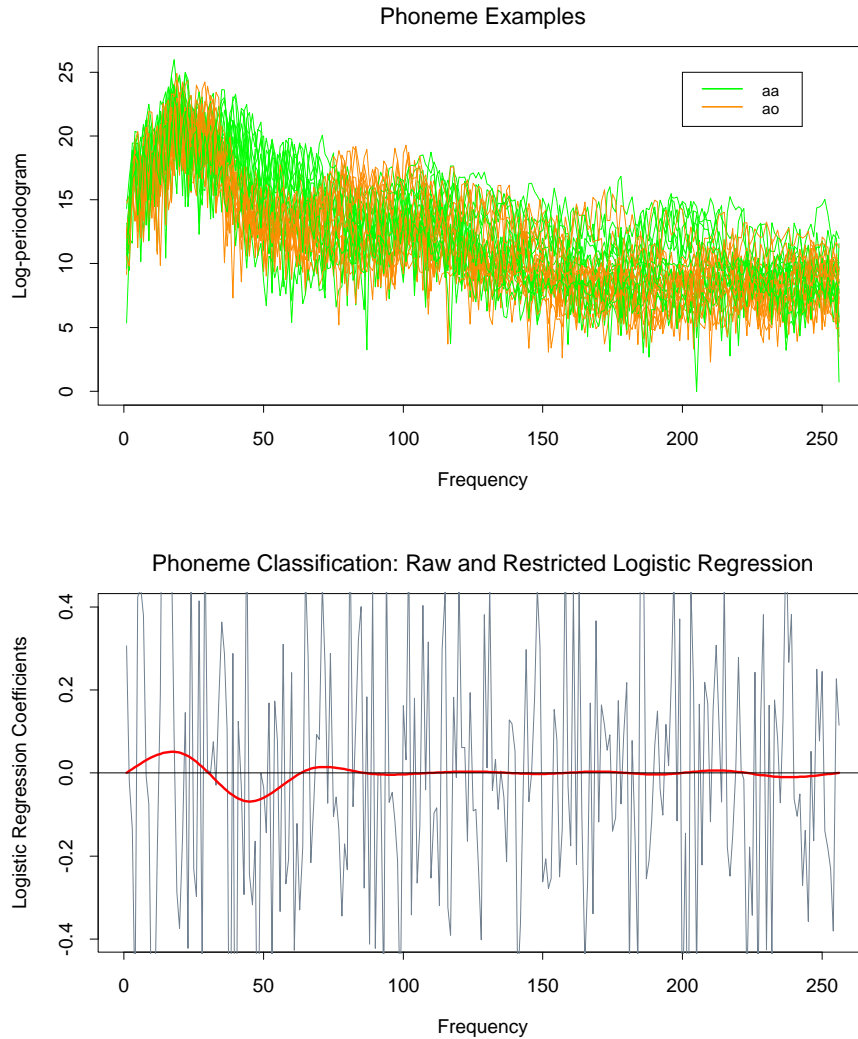 Phoneme Examples
25
20
15
10
5
0
Log-periodogram
aa
ao
0 50 100 150 200 250
Frequency
Phoneme Classification: Raw and Restricted Logistic Regression
0.4
0.2
0.0
-0.2
-0.4
Logistic Regression Coefficients
0 50 100 150 200 250
Frequency